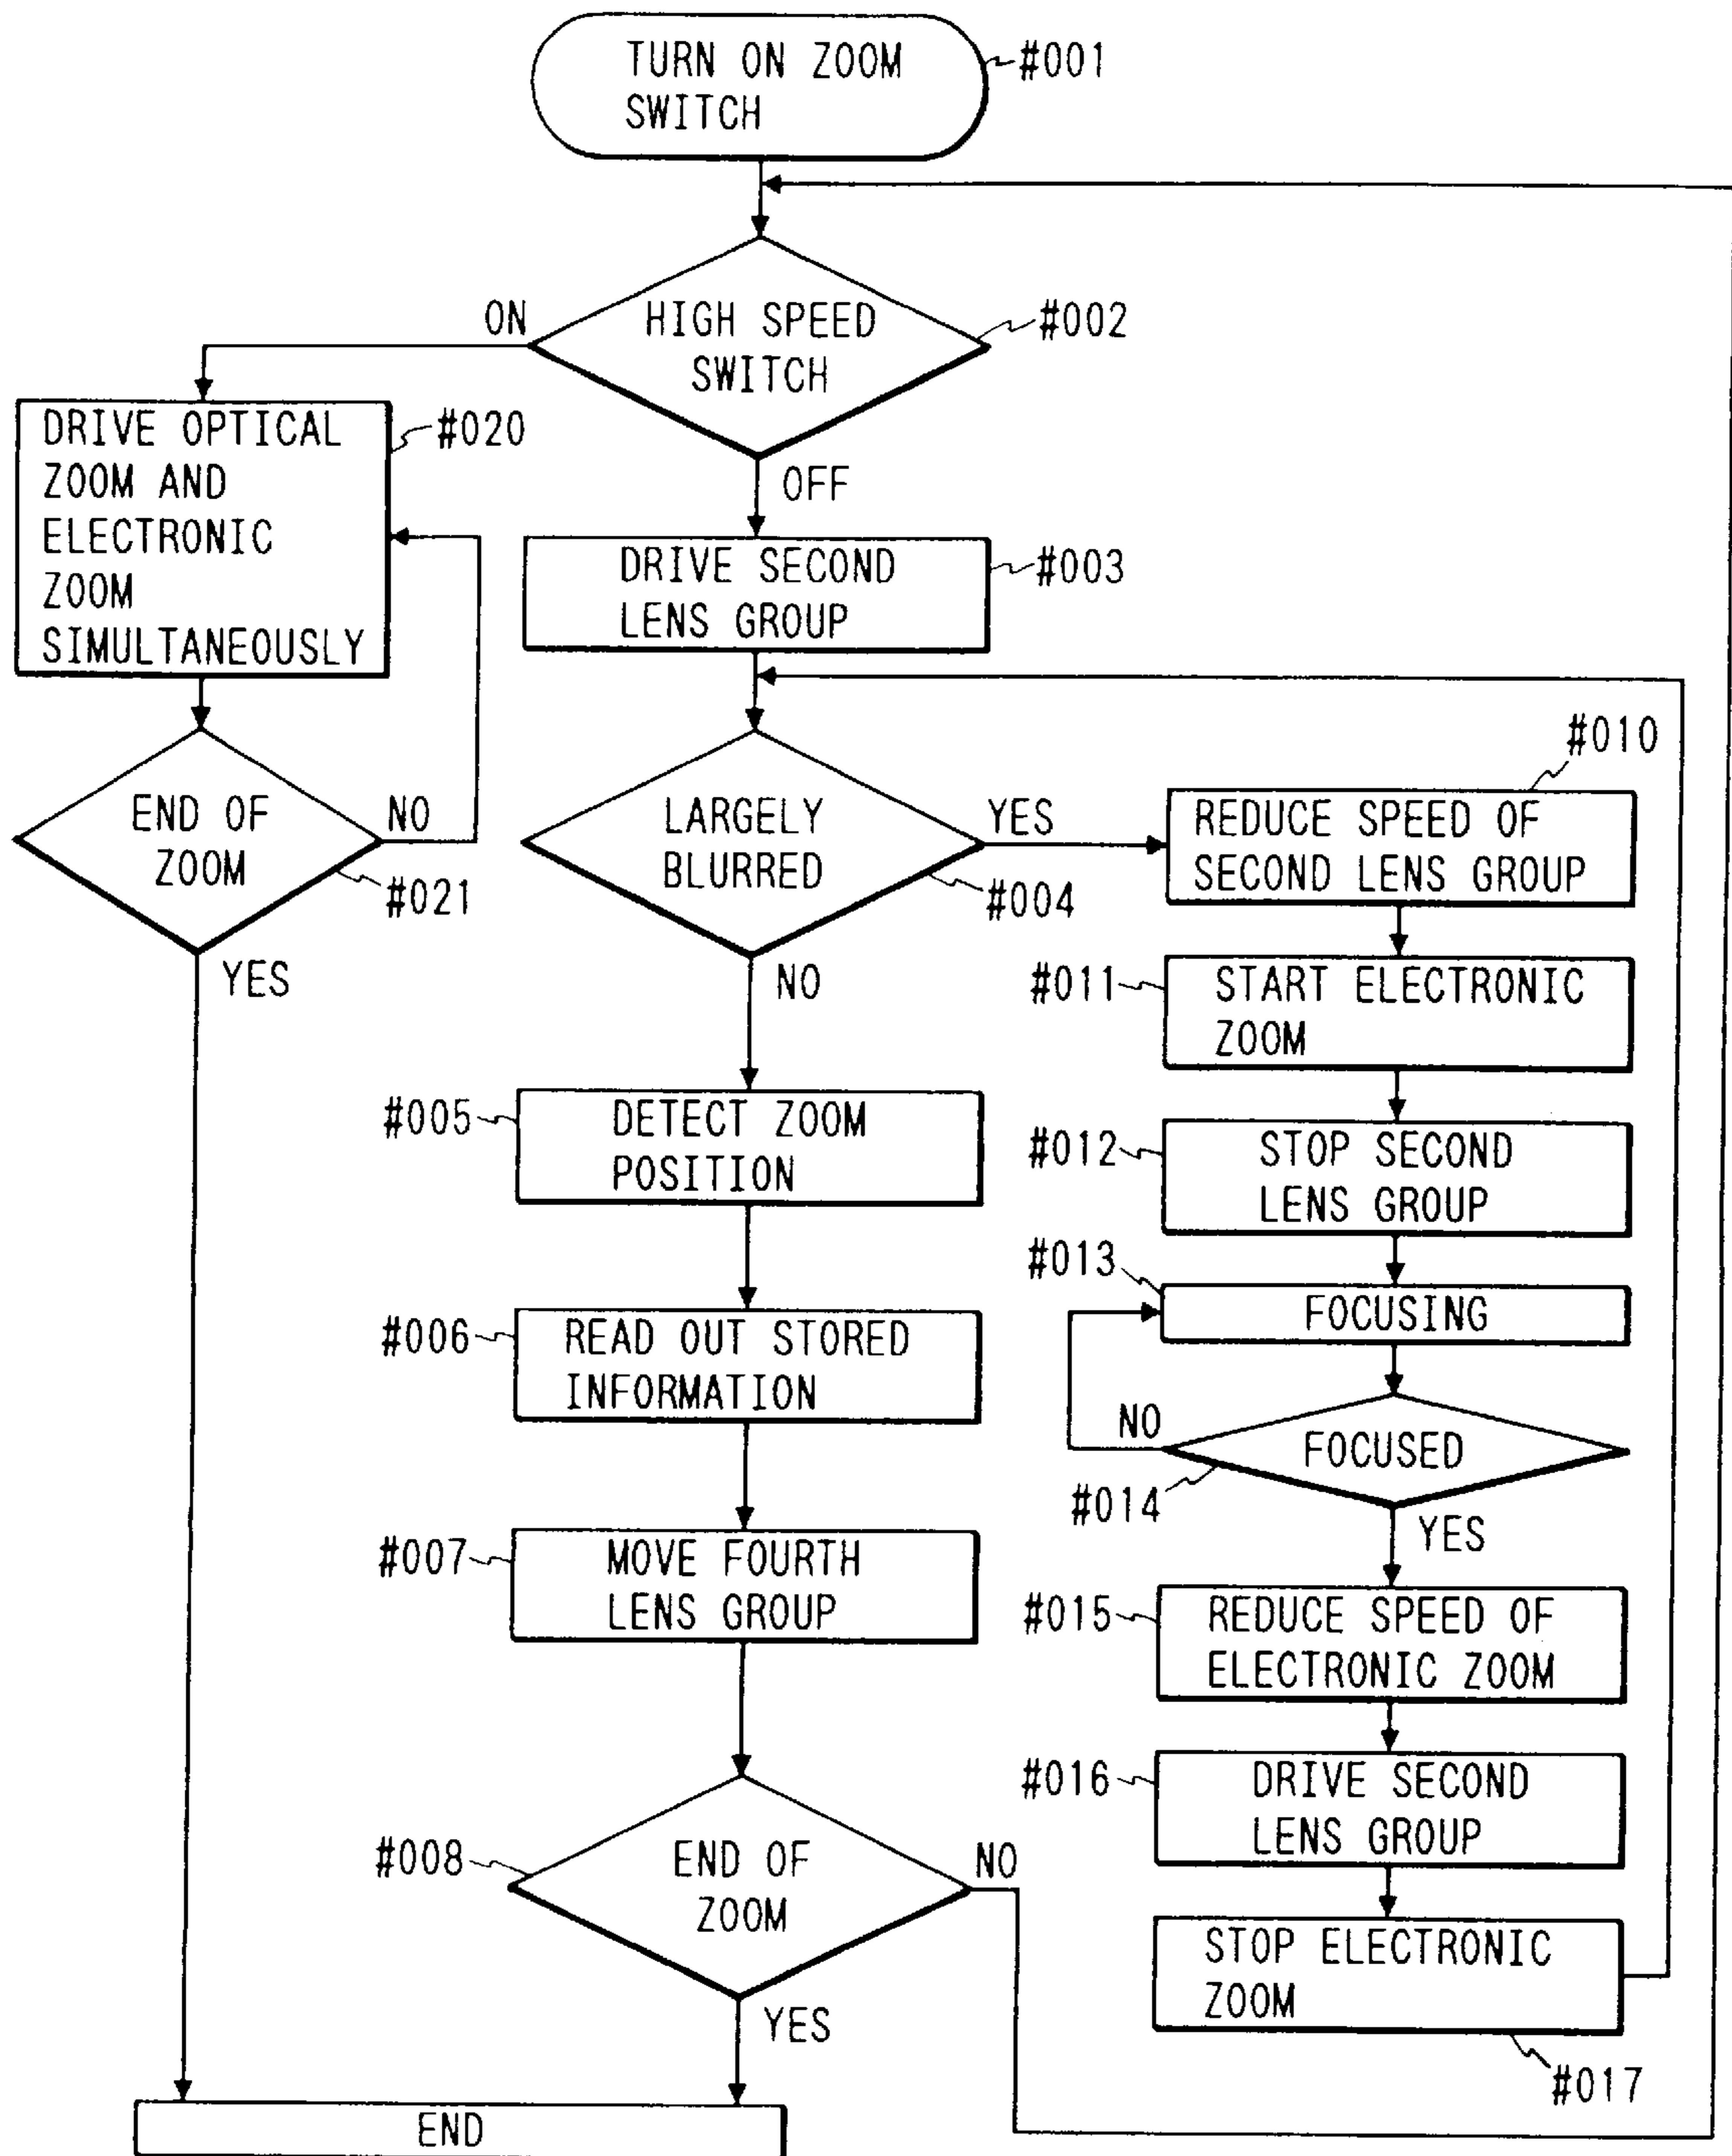 TURN ON ZOOM
SWITCH
#001
HIGH SPEED
SWITCH
#002
ON
OFF
DRIVE OPTICAL
ZOOM AND
ELECTRONIC
ZOOM
SIMULTANEOUSLY
#020
DRIVE SECOND
LENS GROUP
#003
END OF
ZOOM
NO
#021
YES
LARGELY
BLURRED
YES
#004
NO
#010
REDUCE SPEED OF
SECOND LENS GROUP
#011
START ELECTRONIC
ZOOM
#005
DETECT ZOOM
POSITION
#012
STOP SECOND
LENS GROUP
#013
FOCUSING
#006
READ OUT STORED
INFORMATION
NO
FOCUSED
#014
YES
#007
MOVE FOURTH
LENS GROUP
#015
REDUCE SPEED OF
ELECTRONIC ZOOM
#016
DRIVE SECOND
LENS GROUP
#008
END OF
ZOOM
NO
YES
STOP ELECTRONIC
ZOOM
#017
END